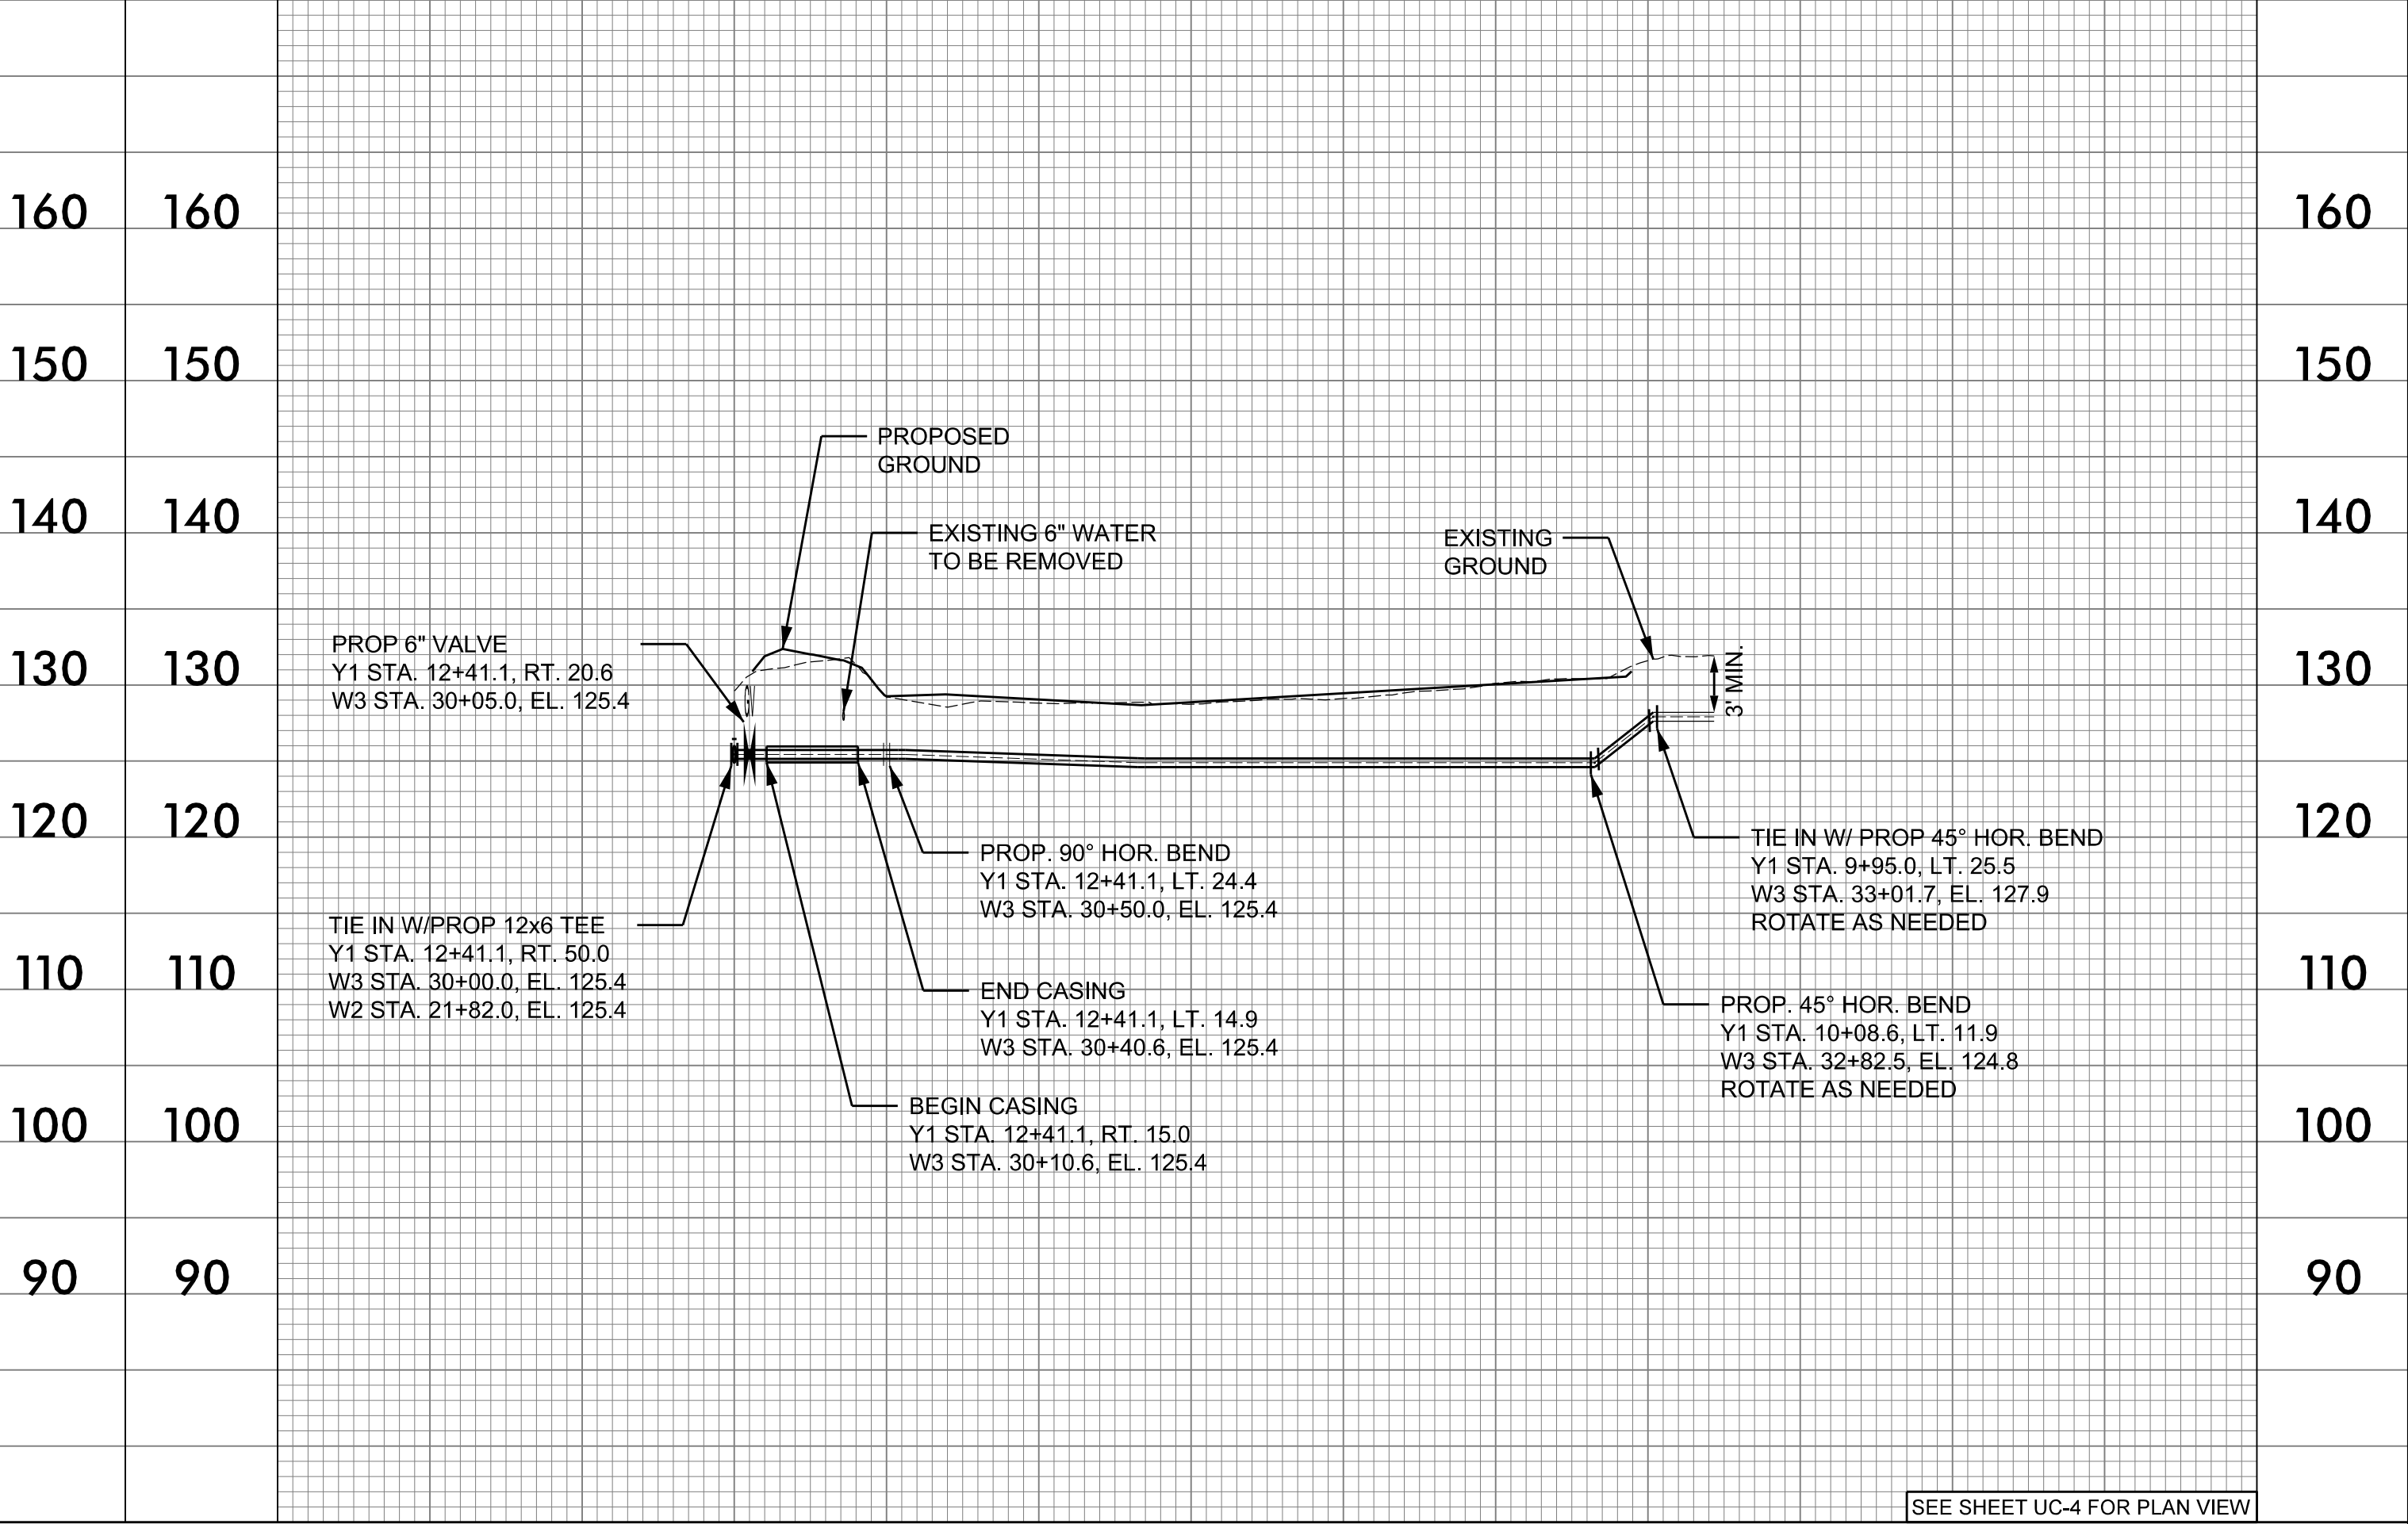 160 160 160
150 150 150
PROPOSED
GROUND
140 140 140
EXISTING 6" WATER
TO BE REMOVED
EXISTING
GROUND
130 130 130
PROP 6" VALVE
Y1 STA. 12+41.1, RT. 20.6
W3 STA. 30+05.0, EL. 125.4
GV
3' MIN.
120 120 120
TIE IN W/ PROP 45° HOR. BEND
Y1 STA. 9+95.0, LT. 25.5
W3 STA. 33+01.7, EL. 127.9
ROTATE AS NEEDED
PROP. 90° HOR. BEND
Y1 STA. 12+41.1, LT. 24.4
W3 STA. 30+50.0, EL. 125.4
TIE IN W/PROP 12x6 TEE
Y1 STA. 12+41.1, RT. 50.0
W3 STA. 30+00.0, EL. 125.4
W2 STA. 21+82.0, EL. 125.4
110 110 110
END CASING
Y1 STA. 12+41.1, LT. 14.9
W3 STA. 30+40.6, EL. 125.4
PROP. 45° HOR. BEND
Y1 STA. 10+08.6, LT. 11.9
W3 STA. 32+82.5, EL. 124.8
ROTATE AS NEEDED
100 100 100
BEGIN CASING
Y1 STA. 12+41.1, RT. 15.0
W3 STA. 30+10.6, EL. 125.4
90 90 90
SEE SHEET UC-4 FOR PLAN VIEW